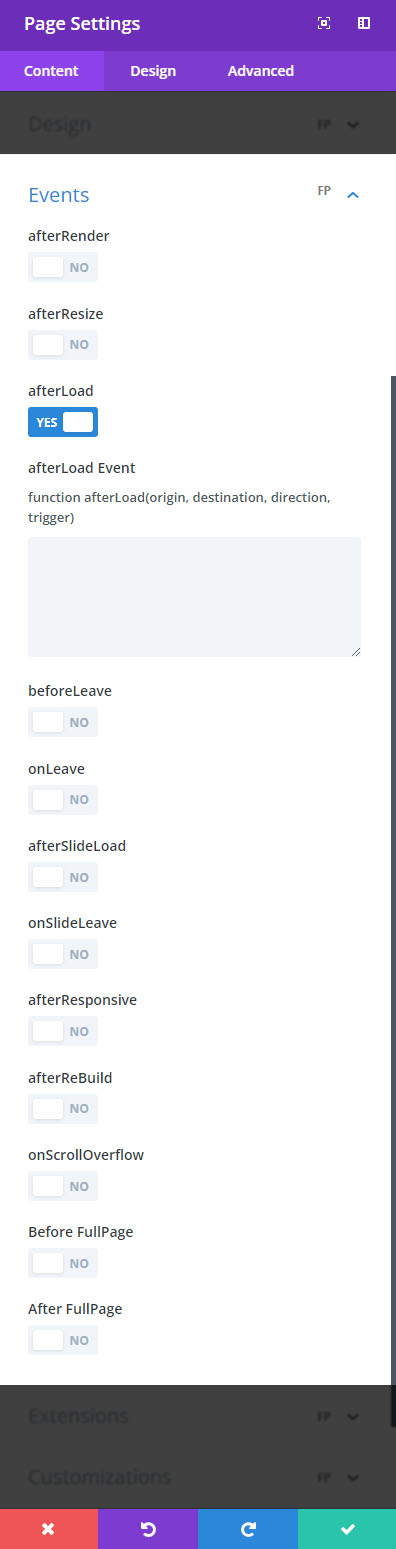 Page Settings
Content Design Advanced
Design FP
Events FP
afterRender
NO
afterResize
NO
afterLoad
YES
afterLoad Event
function afterLoad(origin, destination, direction,
trigger)
beforeLeave
NO
onLeave
NO
afterSlideLoad
NO
onSlideLeave
NO
afterResponsive
NO
afterReBuild
NO
onScrollOverflow
NO
Before FullPage
NO
After FullPage
NO
Extensions FP
Customizations FP